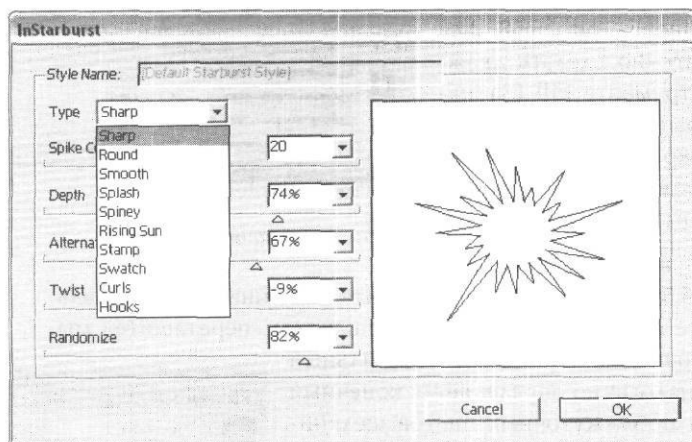 InStarburst
Style Name: (Default Starburst Style)
Type Sharp
Sharp
Round
Smooth
Splash
Spiney
Rising Sun
Stamp
Swatch
Curls
Hooks
Spike C 20
Depth 74%
Alterna 67%
Twist -9%
Randomize 82%
Cancel OK